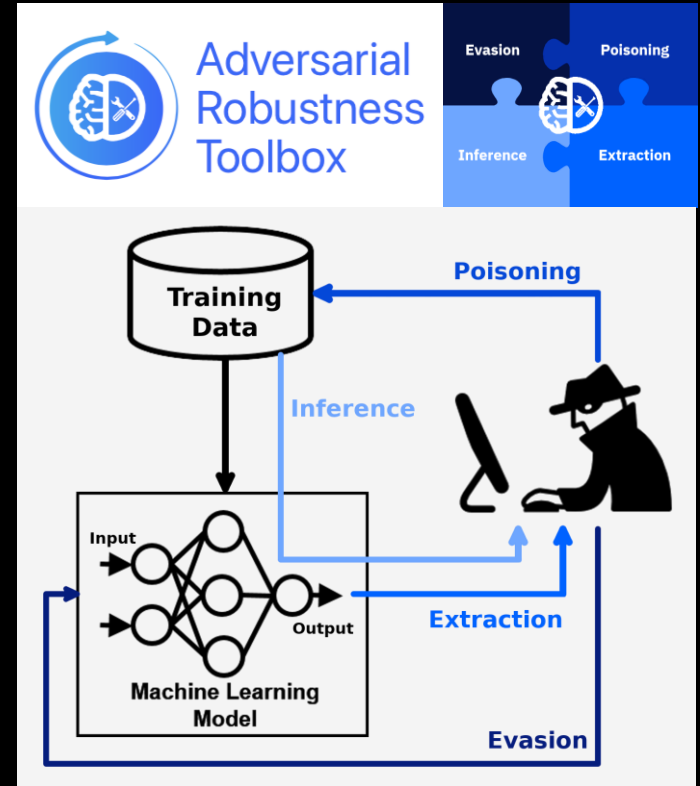 Adversarial
Robustness
Toolbox
Evasion
Poisoning
Inference
Extraction
Training
Data
Poisoning
Inference
Input
Output
Machine Learning
Model
Extraction
Evasion